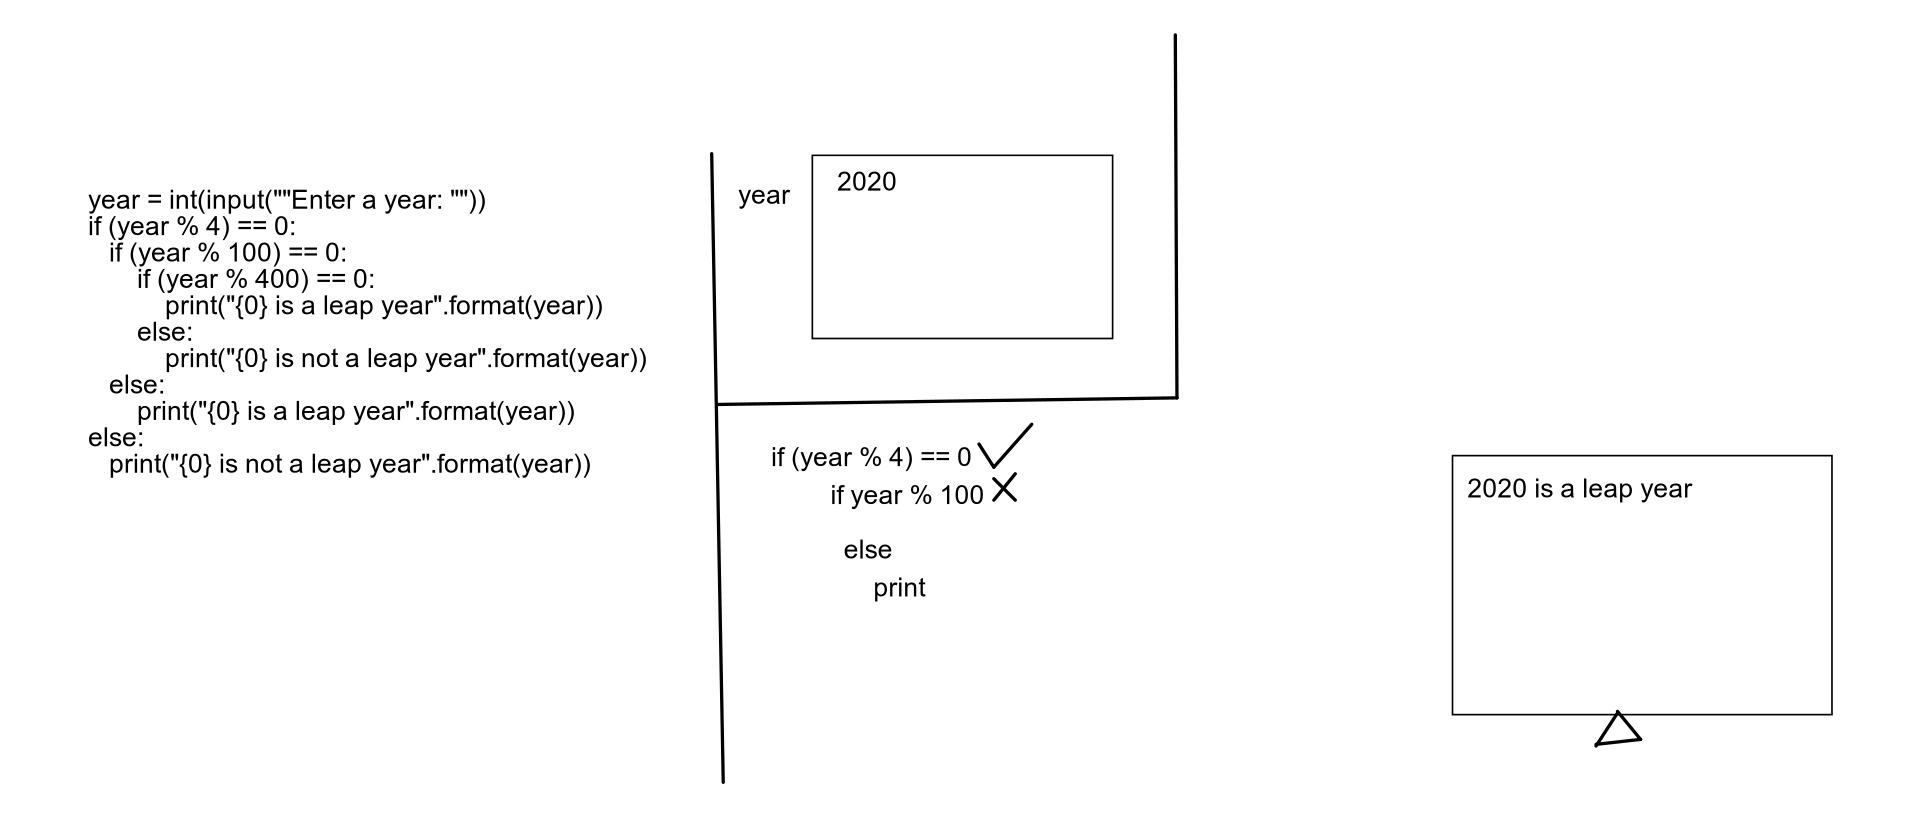 year = int(input(""Enter a year: ""))
if (year % 4) == 0:
   if (year % 100) == 0:
       if (year % 400) == 0:
           print("{0} is a leap year".format(year))
       else:
           print("{0} is not a leap year".format(year))
   else:
       print("{0} is a leap year".format(year))
else:
   print("{0} is not a leap year".format(year))
year
2020
if (year % 4) == 0
if year % 100
else
print
2020 is a leap year